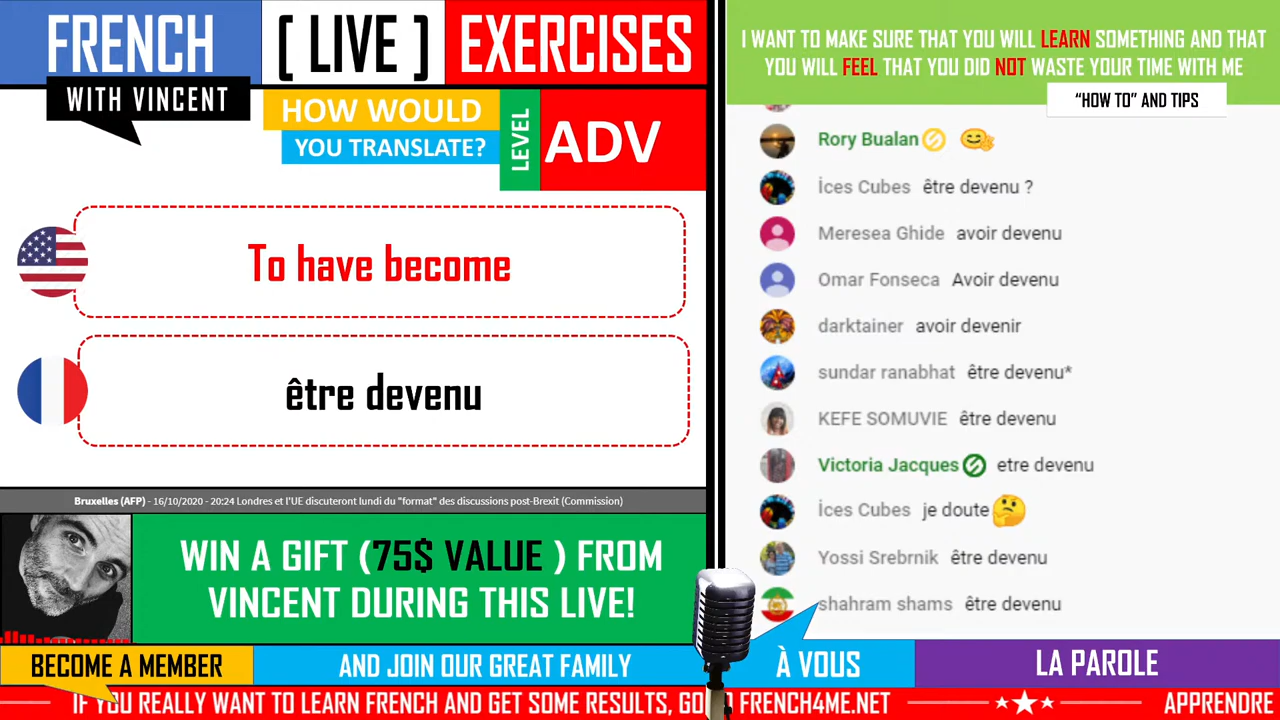 FRENCH
WITH VINCENT
[ LIVE ]
EXERCISES
HOW WOULD
YOU TRANSLATE?
LEVEL
ADV
To have become
être devenu
Bruxelles (AFP) - 16/10/2020 - 20:24 Londres et l'UE discuteront lundi du "format" des discussions post-Brexit (Commission)
WIN A GIFT (75$ VALUE ) FROM
VINCENT DURING THIS LIVE!
BECOME A MEMBER
AND JOIN OUR GREAT FAMILY
I WANT TO MAKE SURE THAT YOU WILL LEARN SOMETHING AND THAT
YOU WILL FEEL THAT YOU DID NOT WASTE YOUR TIME WITH ME
“HOW TO” AND TIPS
Rory Bualan
İces Cubes être devenu ?
Meresea Ghide avoir devenu
Omar Fonseca Avoir devenu
darktainer avoir devenir
sundar ranabhat être devenu*
KEFE SOMUVIE être devenu
Victoria Jacques etre devenu
İces Cubes je doute
Yossi Srebrnik être devenu
shahram shams être devenu
À VOUS
LA PAROLE
IF YOU REALLY WANT TO LEARN FRENCH AND GET SOME RESULTS, GO FRENCH4ME.NET
APPRENDRE